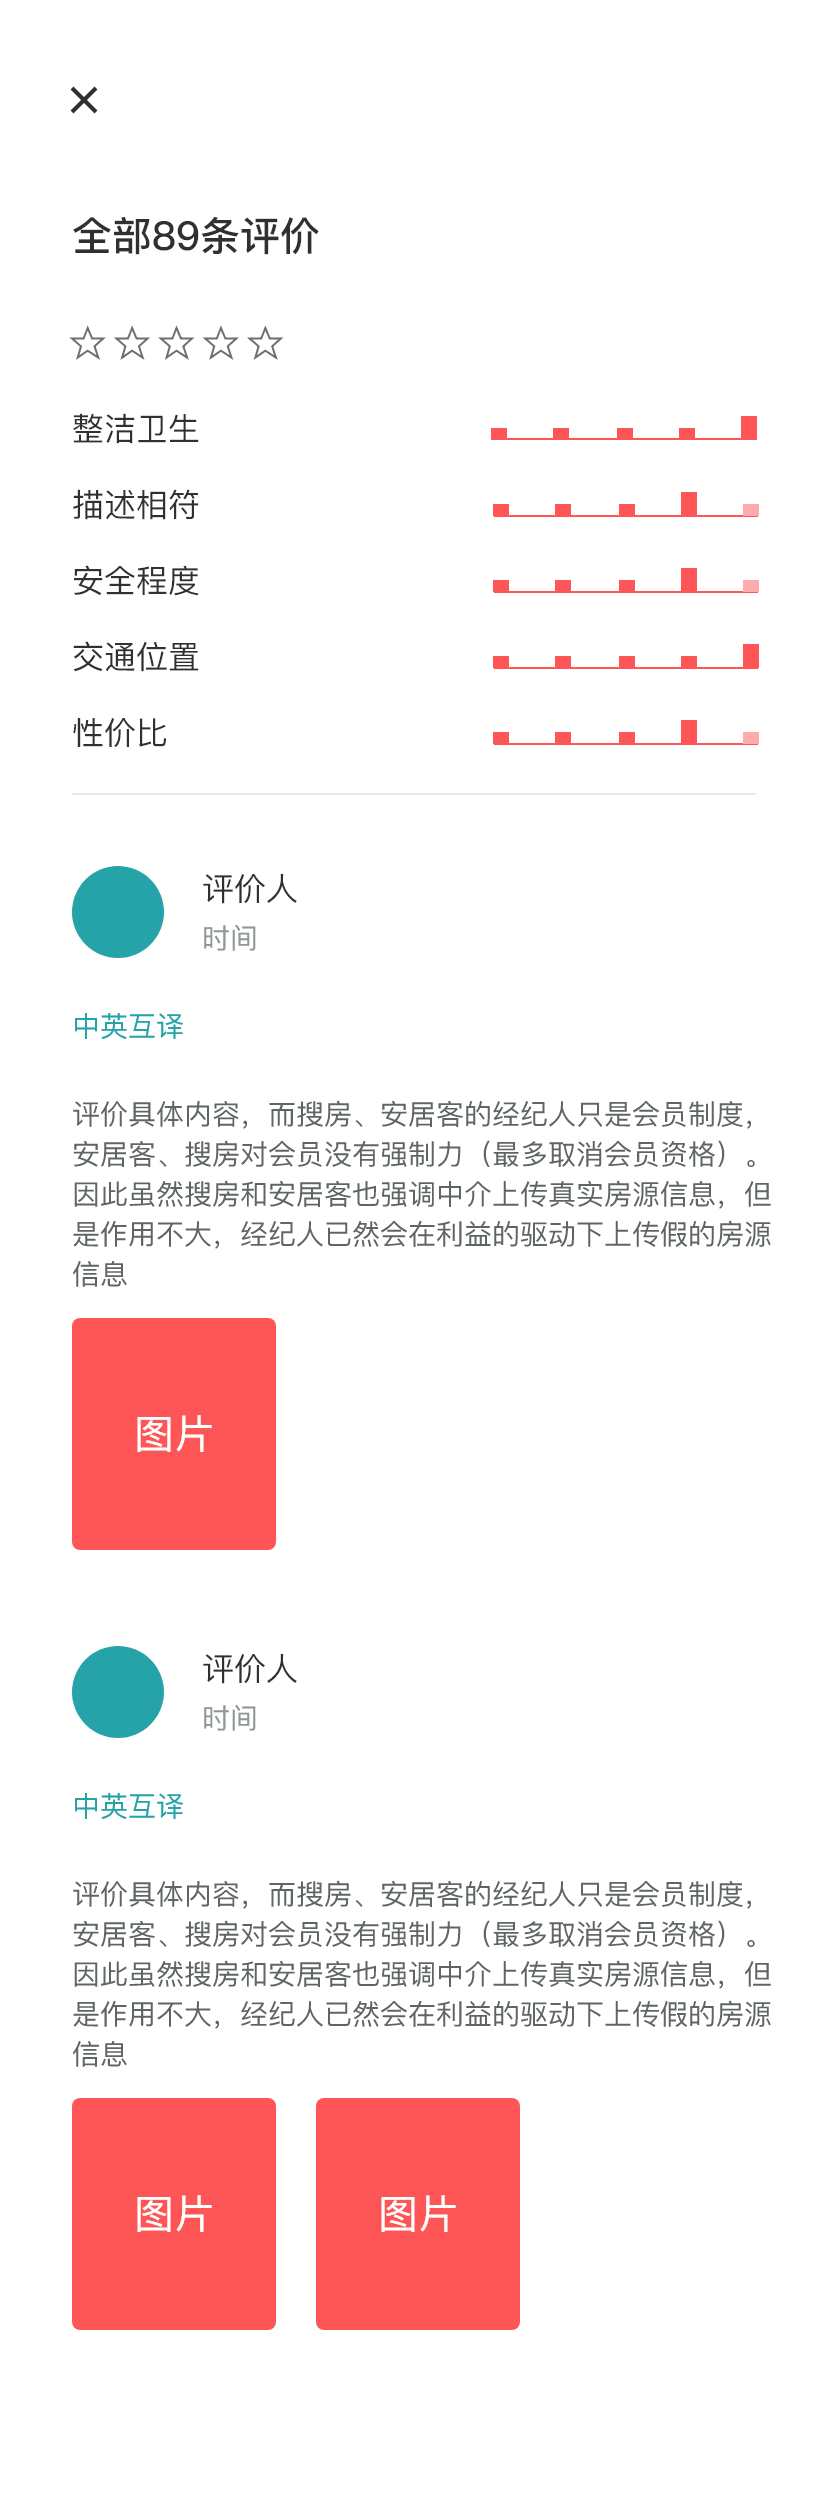 全部89条评价
整洁卫生
描述相符
安全程度
交通位置
性价比
评价人
时间
中英互译
评价具体内容，而搜房、安居客的经纪人只是会员制度，
安居客、搜房对会员没有强制力（最多取消会员资格）。
因此虽然搜房和安居客也强调中介上传真实房源信息，但
是作用不大，经纪人已然会在利益的驱动下上传假的房源
信息
图片
评价人
时间
中英互译
评价具体内容，而搜房、安居客的经纪人只是会员制度，
安居客、搜房对会员没有强制力（最多取消会员资格）。
因此虽然搜房和安居客也强调中介上传真实房源信息，但
是作用不大，经纪人已然会在利益的驱动下上传假的房源
信息
图片
图片